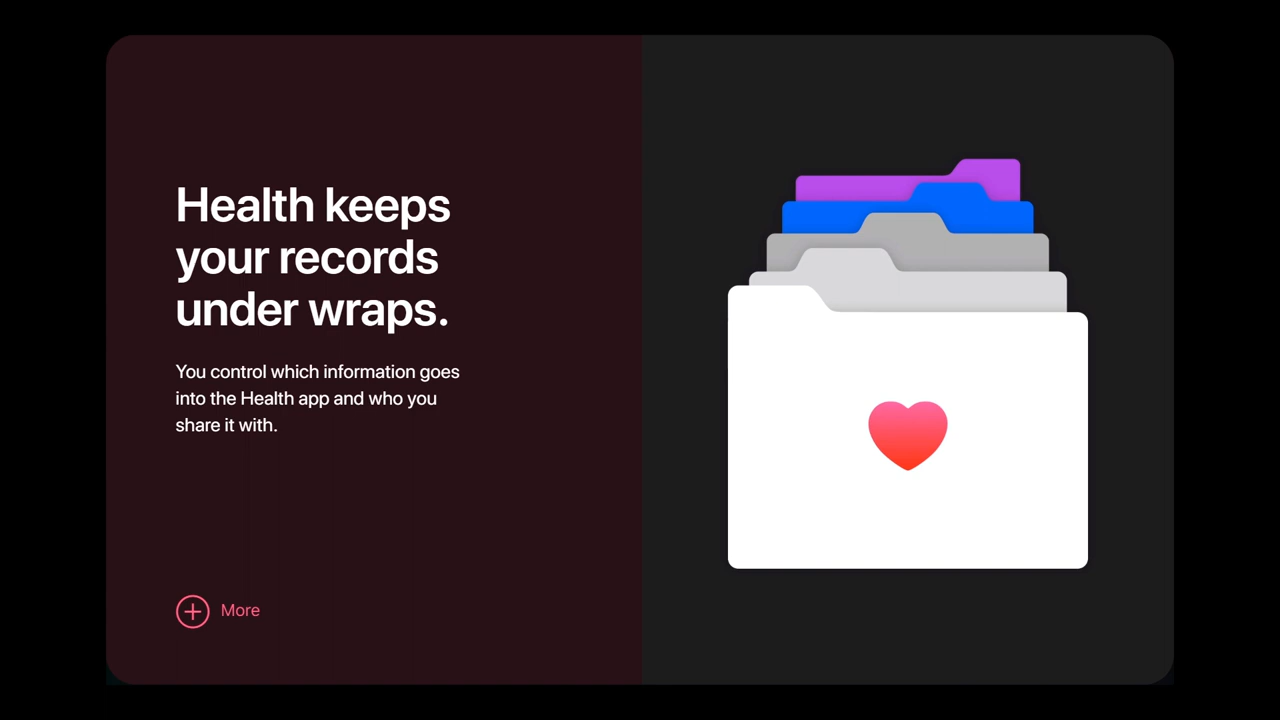 Health keeps
your records
under wraps.
You control which information goes
into the Health app and who you
share it with.
More